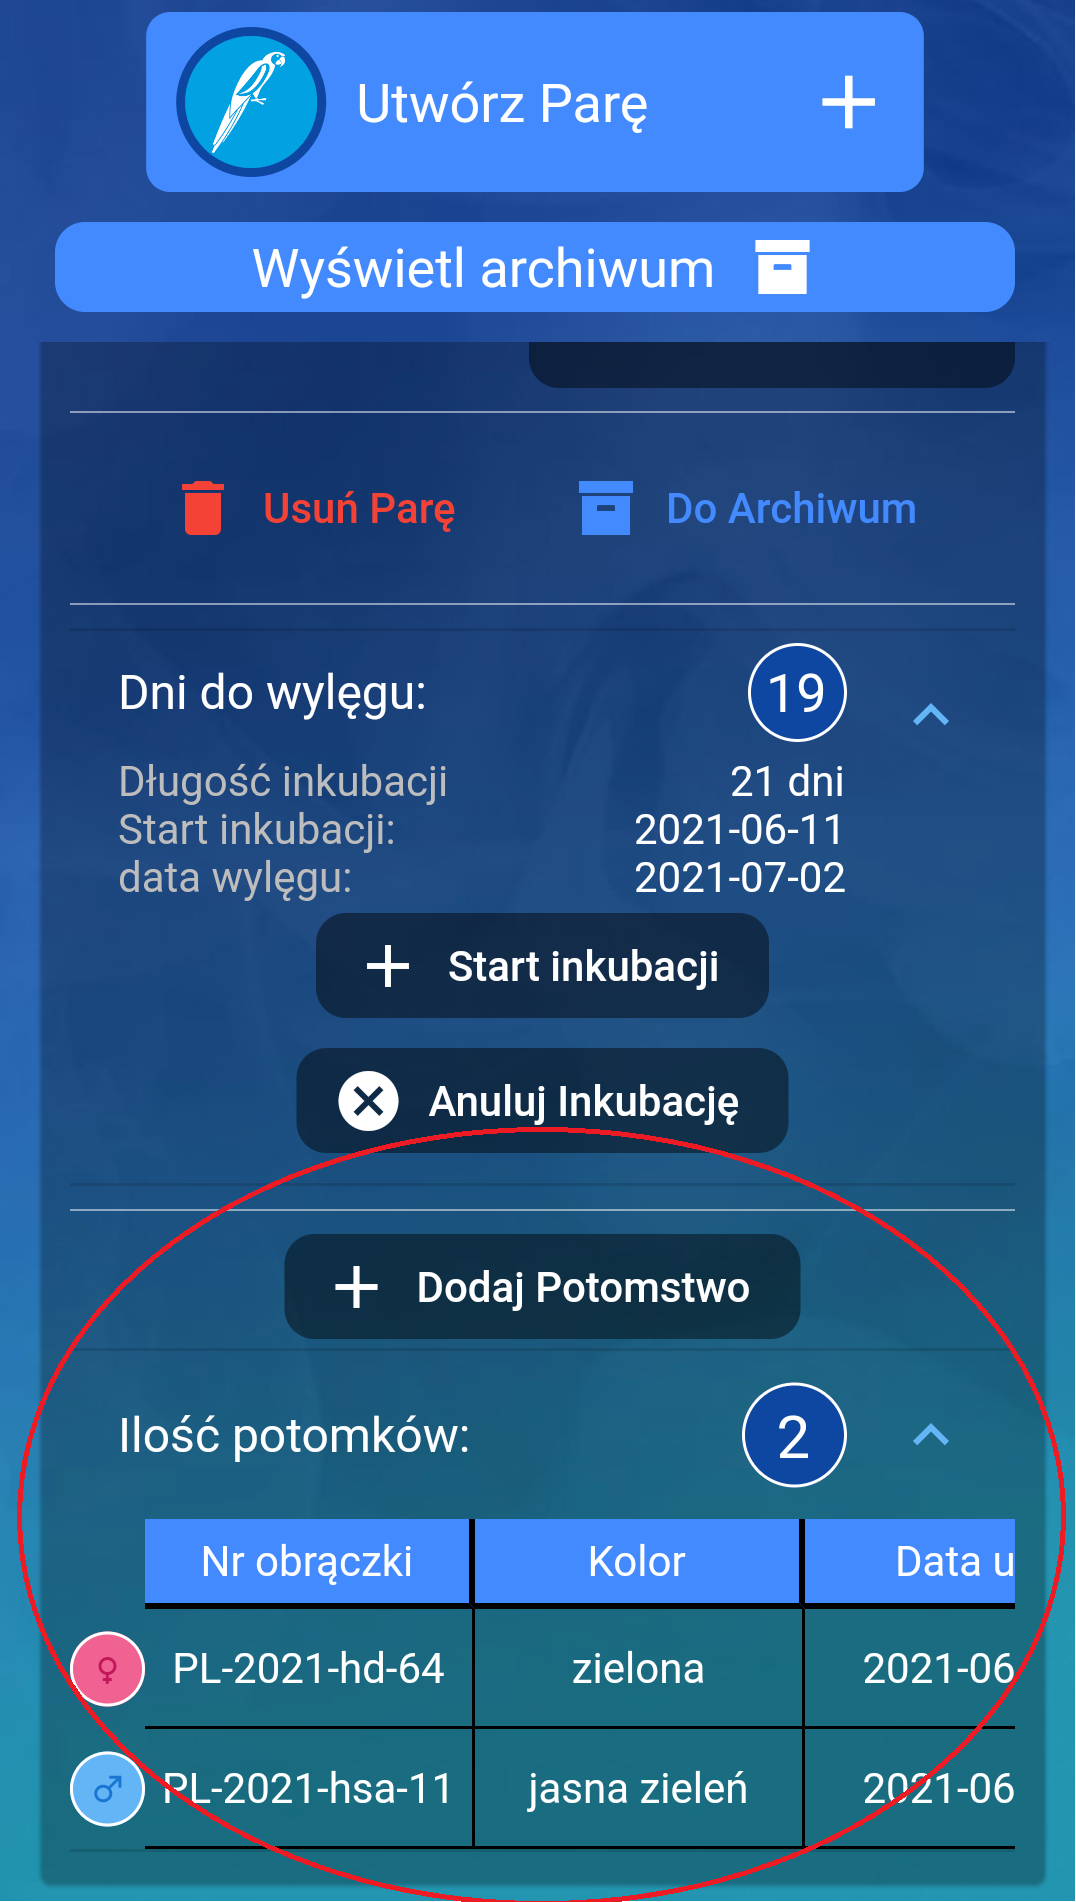 Utwórz Parę
Wyświetl archiwum
Usuń Parę Do Archiwum
Dni do wylęgu: 19
Długość inkubacji 21 dni
Start inkubacji: 2021-06-11
data wylęgu: 2021-07-02
Start inkubacji
Anuluj Inkubację
Dodaj Potomstwo
Ilość potomków: 2
Nr obrączki Kolor Data u
PL-2021-hd-64 zielona 2021-06
PL-2021-hsa-11 jasna zieleń 2021-06